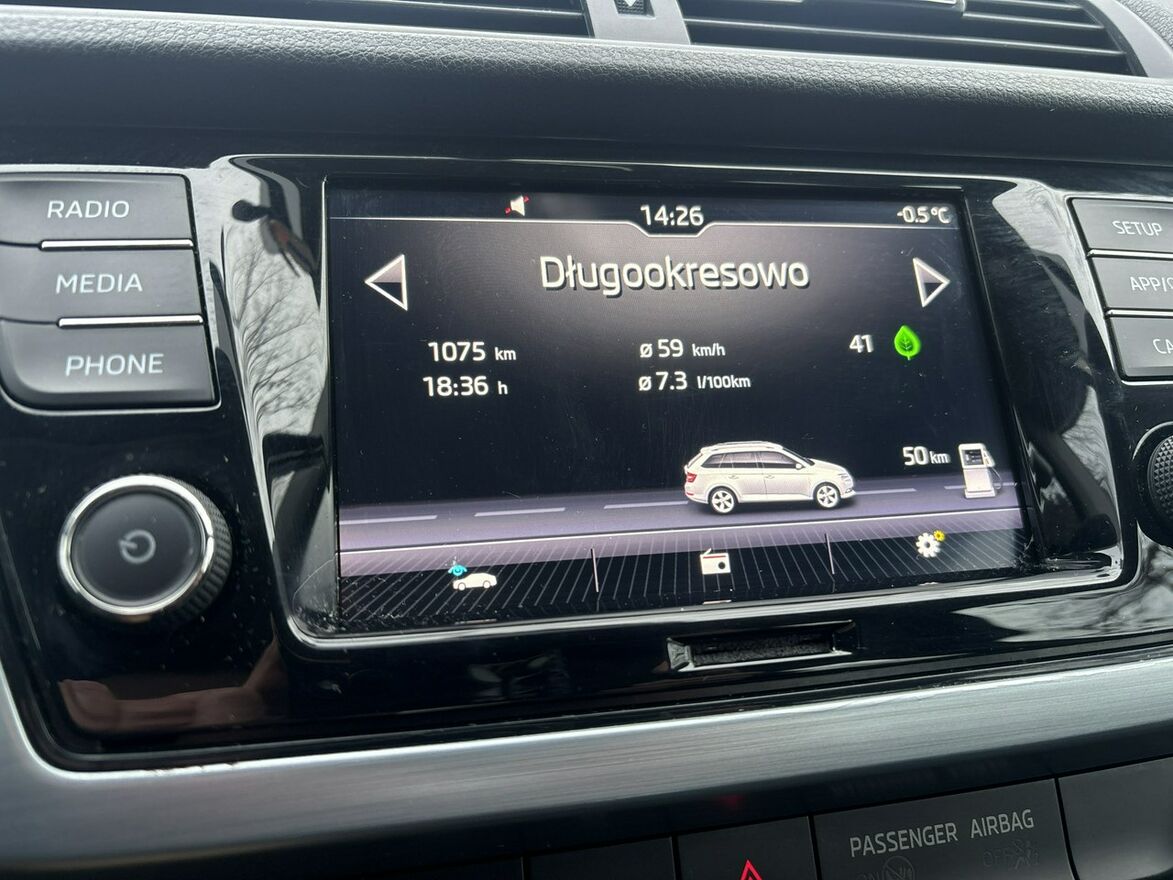 RADIO
MEDIA
PHONE
14:26
-0.5°C
Długookresowo
1075 km
ø 59 km/h
41
18:36 h
ø 7.3 l/100km
50 km
SETUP
PASSENGER AIRBAG